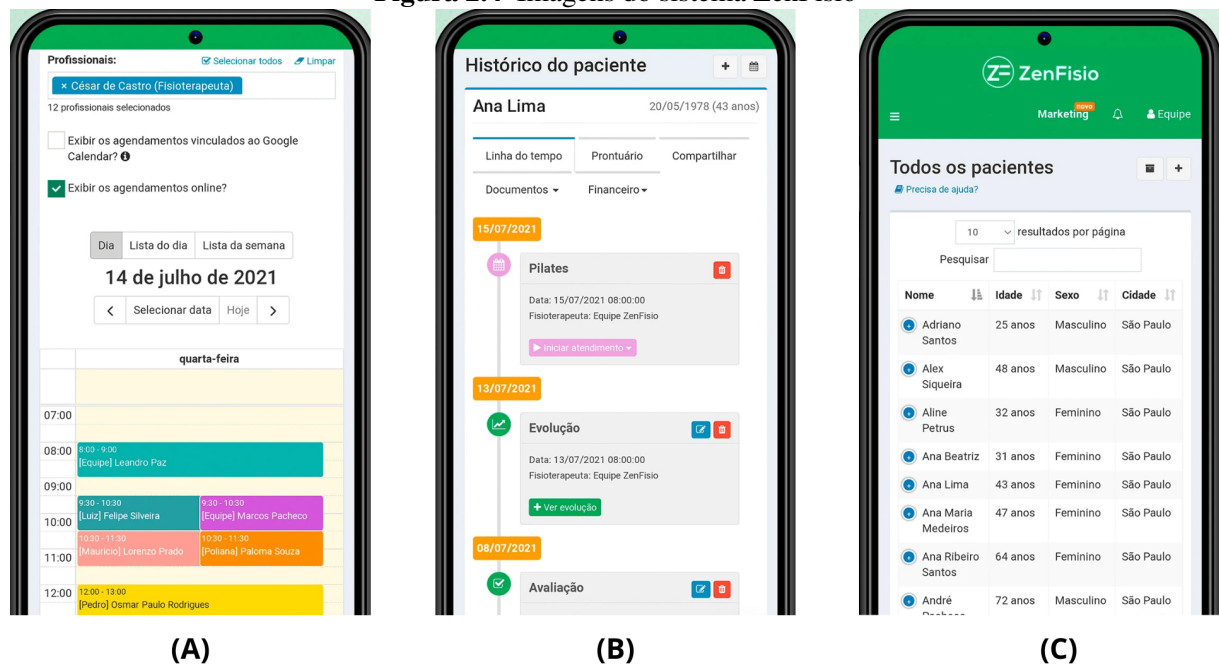 Profissionais:
Selecionar todos
Limpar
× César de Castro (Fisioterapeuta)
12 profissionais selecionados
Exibir os agendamentos vinculados ao Google
Calendar?
Exibir os agendamentos online?
Dia
Lista do dia
Lista da semana
14 de julho de 2021
<
Selecionar data
Hoje
>
quarta-feira
07:00
08:00
8:00 - 9:00
[Equipe] Leandro Paz
09:00
9:30 - 10:30
[Luiz] Felipe Silveira
9:30 - 10:30
[Equipe] Marcos Pacheco
10:00
10:30 - 11:30
[Mauricio] Lorenzo Prado
10:30 - 11:30
[Poliana] Paloma Souza
11:00
12:00
12:00 - 13:00
[Pedro] Osmar Paulo Rodrigues
(A)
Histórico do paciente
+
Ana Lima
20/05/1978 (43 anos)
Linha do tempo
Prontuário
Compartilhar
Documentos
Financeiro
15/07/2021
Pilates
Data: 15/07/2021 08:00:00
Fisioterapeuta: Equipe ZenFisio
Iniciar atendimento
13/07/2021
Evolução
Data: 13/07/2021 08:00:00
Fisioterapeuta: Equipe ZenFisio
+ Ver evolução
08/07/2021
Avaliação
(B)
ZenFisio
novo
Marketing
Equipe
Todos os pacientes
+
Precisa de ajuda?
10
resultados por página
Pesquisar
Nome Idade Sexo Cidade
Adriano 25 anos Masculino São Paulo
Santos
Alex 48 anos Masculino São Paulo
Siqueira
Aline 32 anos Feminino São Paulo
Petrus
Ana Beatriz 31 anos Feminino São Paulo
Ana Lima 43 anos Feminino São Paulo
Ana Maria 47 anos Feminino São Paulo
Medeiros
Ana Ribeiro 64 anos Feminino São Paulo
Santos
André 72 anos Masculino São Paulo
(C)